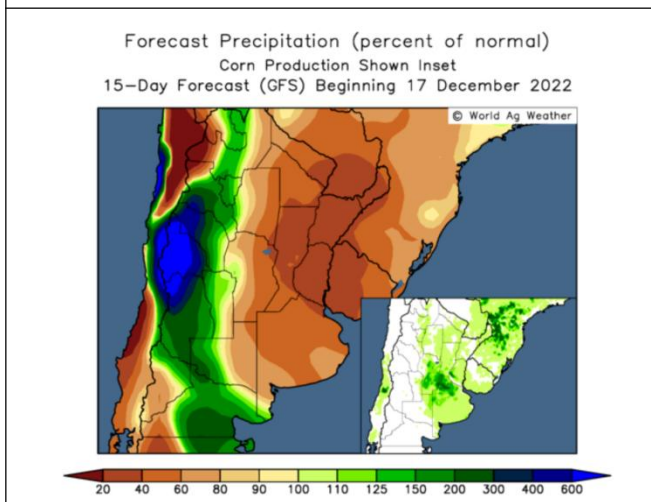 Forecast Precipitation (percent of normal)
Corn Production Shown Inset
15-Day Forecast (GFS) Beginning 17 December 2022
© World Ag Weather
20 40 60 80 90 100 110 125 150 200 300 400 600